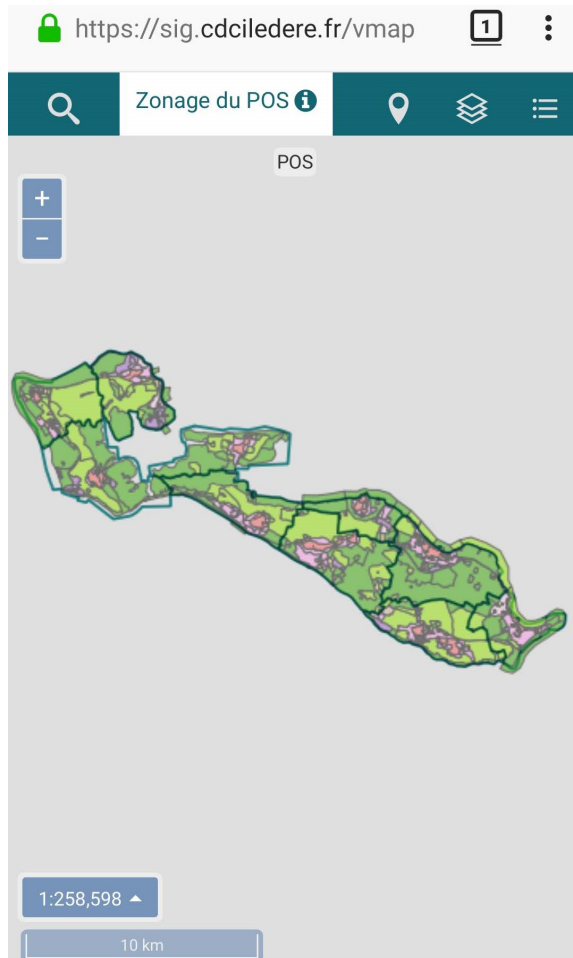 https://sig.cdciledere.fr/vmap 1
Zonage du POS
POS
+
−
1:258,598
10 km